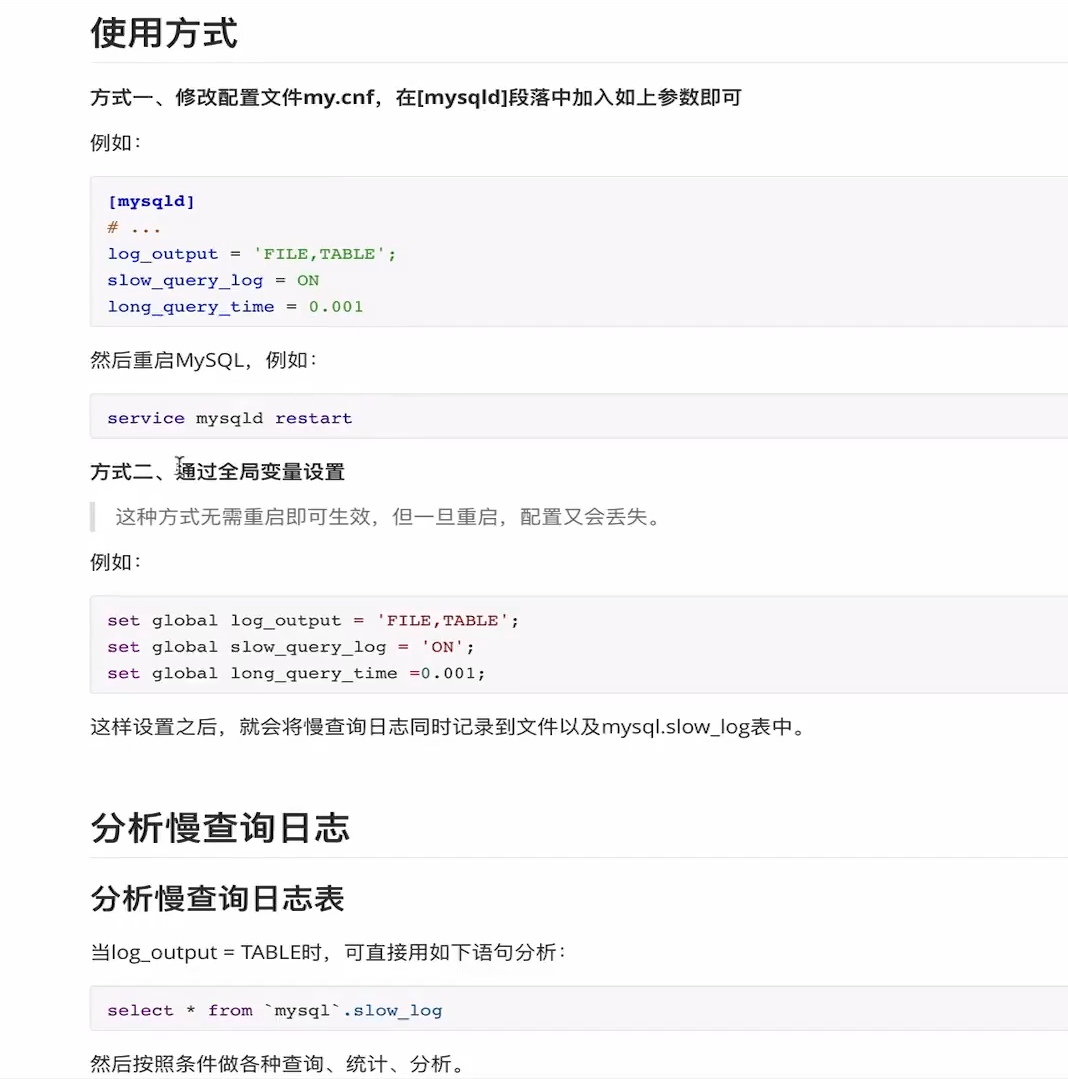 使用方式
方式一、修改配置文件my.cnf，在[mysqld]段落中加入如上参数即可
例如：
[mysqld]
# ...
log_output = 'FILE,TABLE';
slow_query_log = ON
long_query_time = 0.001
然后重启MySQL，例如：
service mysqld restart
方式二、通过全局变量设置
这种方式无需重启即可生效，但一旦重启，配置又会丢失。
例如：
set global log_output = 'FILE,TABLE';
set global slow_query_log = 'ON';
set global long_query_time =0.001;
这样设置之后，就会将慢查询日志同时记录到文件以及mysql.slow_log表中。
分析慢查询日志
分析慢查询日志表
当log_output = TABLE时，可直接用如下语句分析：
select * from `mysql`.slow_log
然后按照条件做各种查询、统计、分析。